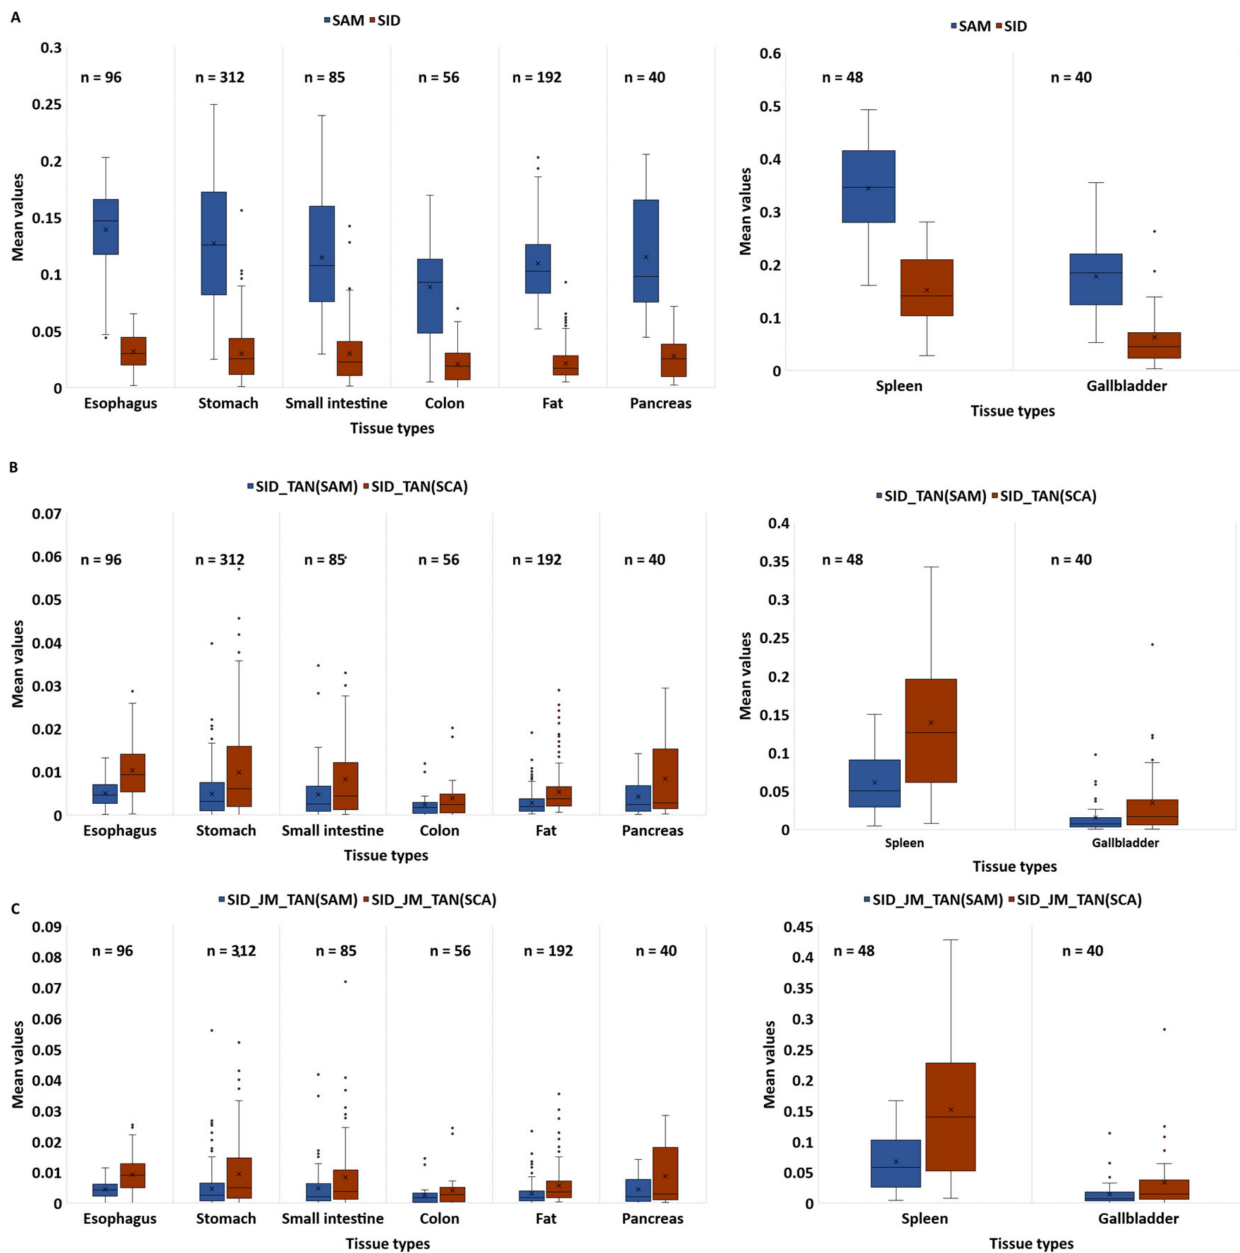 A
SAM SID
0.3
0.25
0.2
0.15
0.1
0.05
0
Mean values
n = 96 n = 312 n = 85 n = 56 n = 192 n = 40
Esophagus Stomach Small intestine Colon Fat Pancreas
Tissue types
SAM SID
0.6
0.5
0.4
0.3
0.2
0.1
0
Mean values
n = 48 n = 40
Spleen Gallbladder
Tissue types
B
SID_TAN(SAM) SID_TAN(SCA)
0.07
0.06
0.05
0.04
0.03
0.02
0.01
0
Mean values
n = 96 n = 312 n = 85 n = 56 n = 192 n = 40
Esophagus Stomach Small intestine Colon Fat Pancreas
Tissue types
SID_TAN(SAM) SID_TAN(SCA)
0.4
0.35
0.3
0.25
0.2
0.15
0.1
0.05
0
Mean values
n = 48 n = 40
Spleen Gallbladder
Tissue types
C
SID_JM_TAN(SAM) SID_JM_TAN(SCA)
0.09
0.08
0.07
0.06
0.05
0.04
0.03
0.02
0.01
0
Mean values
n = 96 n = 312 n = 85 n = 56 n = 192 n = 40
Esophagus Stomach Small intestine Colon Fat Pancreas
Tissue types
SID_JM_TAN(SAM) SID_JM_TAN(SCA)
0.45
0.4
0.35
0.3
0.25
0.2
0.15
0.1
0.05
0
Mean values
n = 48 n = 40
Spleen Gallbladder
Tissue types